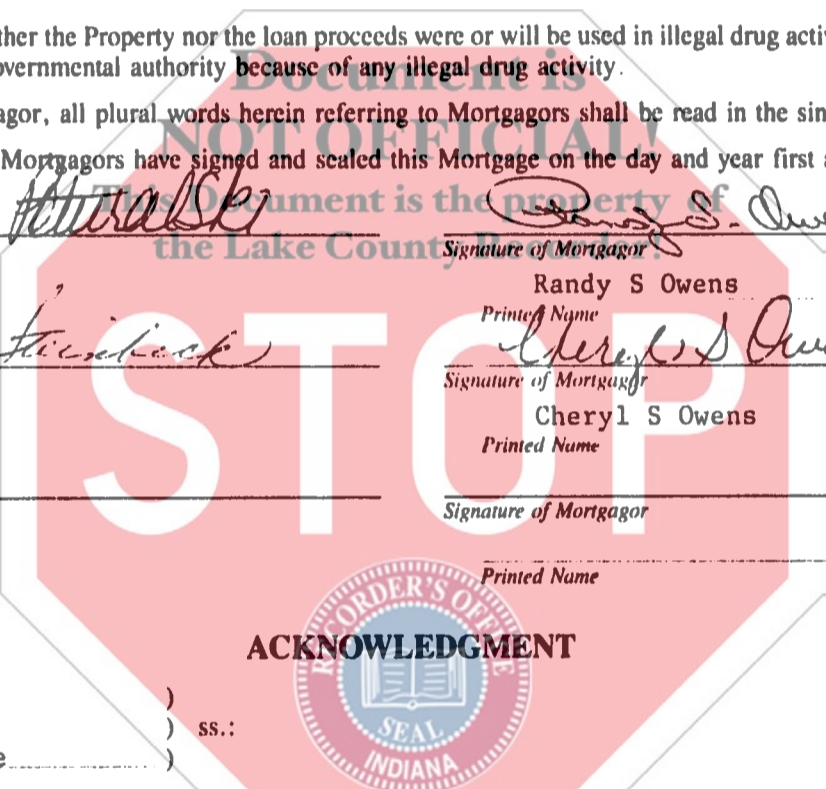 ther the Property nor the loan proceeds were or will be used in illegal drug activ
overnmental authority because of any illegal drug activity.
Document is
agor, all plural words herein referring to Mortgagors shall be read in the sin
NOT OFFICIAL!
Mortgagors have signed and sealed this Mortgage on the day and year first a
This Document is the property of
the Lake County Recorder!
Randy S. Owe
Signature of Mortgagor
Randy S Owens
Printed Name
Cheryl S Owe
Signature of Mortgagor
Cheryl S Owens
Printed Name
STOP
Signature of Mortgagor
Printed Name
RECORDER'S OFFICE
ACKNOWLEDGMENT
)
) ss.:
SEAL
e )
INDIANA